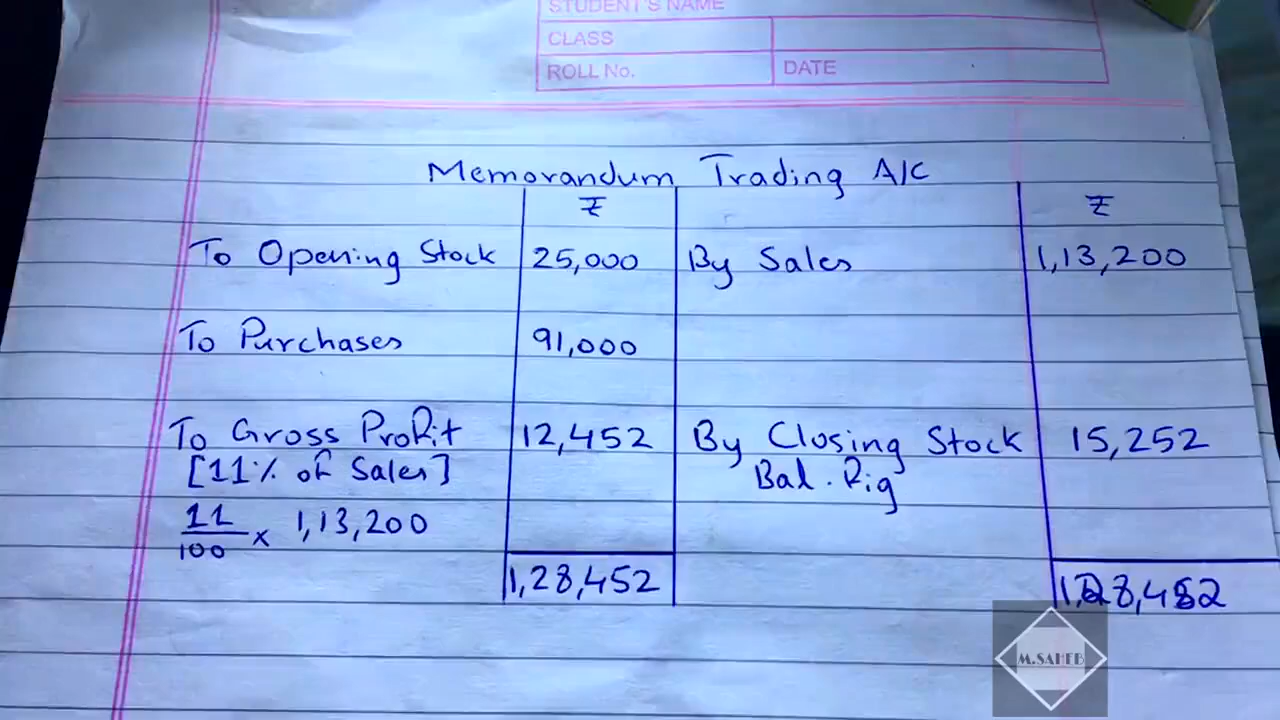 STUDENT'S NAME
CLASS
ROLL No. DATE
Memorandum Trading A/C
₹ ₹
To Opening Stock 25,000 By Sales 1,13,200
To Purchases 91,000
To Gross Profit 12,452 By Closing Stock 15,252
[11% of Sales] Bal. Fig
11/100 x 1,13,200
1,28,452 1,28,452
M.SAHEB